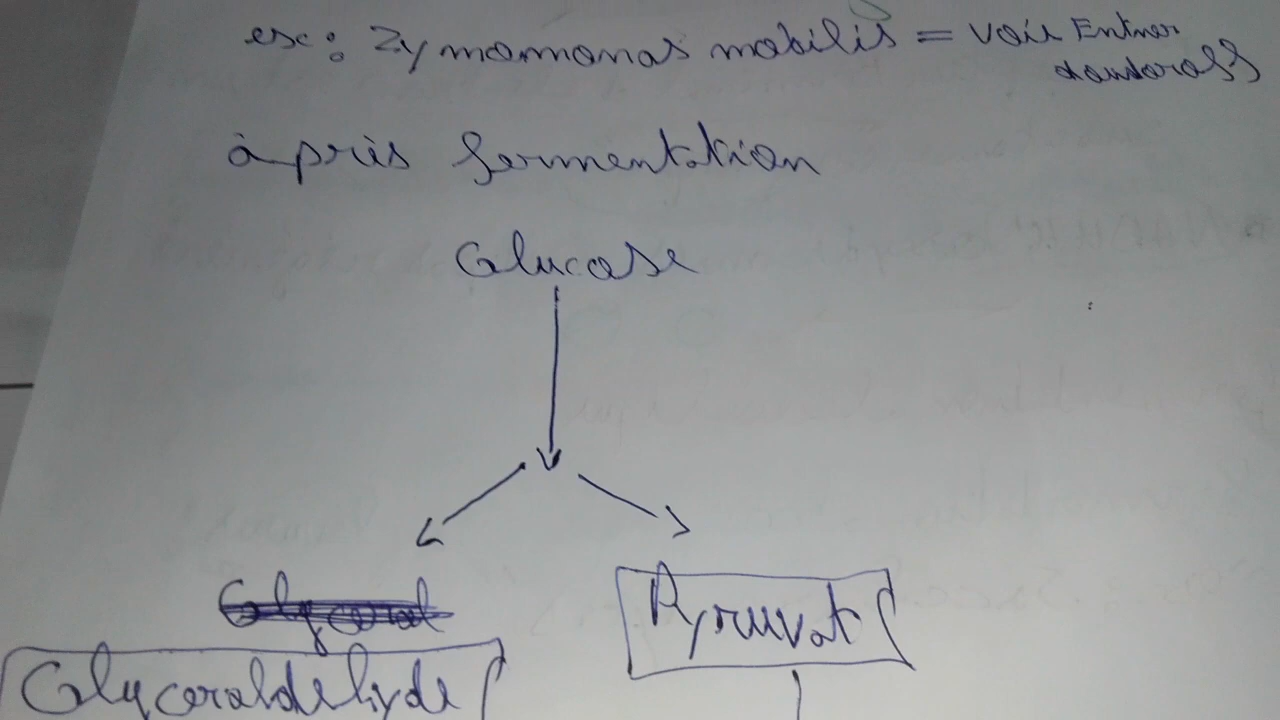 ex: Zymomonas mobilis = voir Entner
doudoroff
après fermentation
Glucose
Glycerol
Pyruvate
Glyceraldehyde